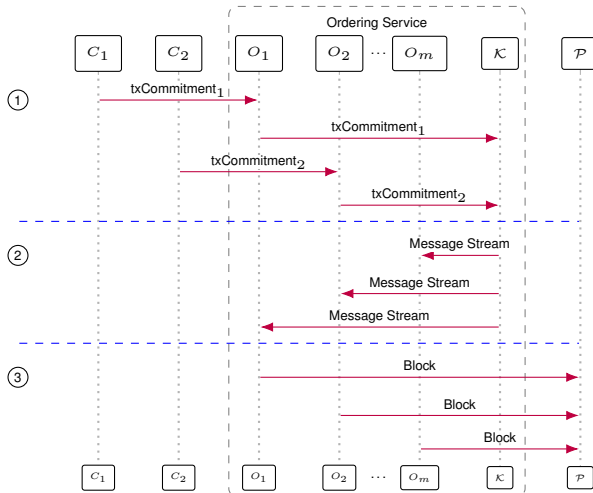 Ordering Service
C₁ C₂ O₁ O₂ ⋯ Oₘ 𝒦 𝒫
① txCommitment₁
txCommitment₁
txCommitment₂
txCommitment₂
② Message Stream
Message Stream
Message Stream
③ Block
Block
Block
C₁ C₂ O₁ O₂ ⋯ Oₘ 𝒦 𝒫